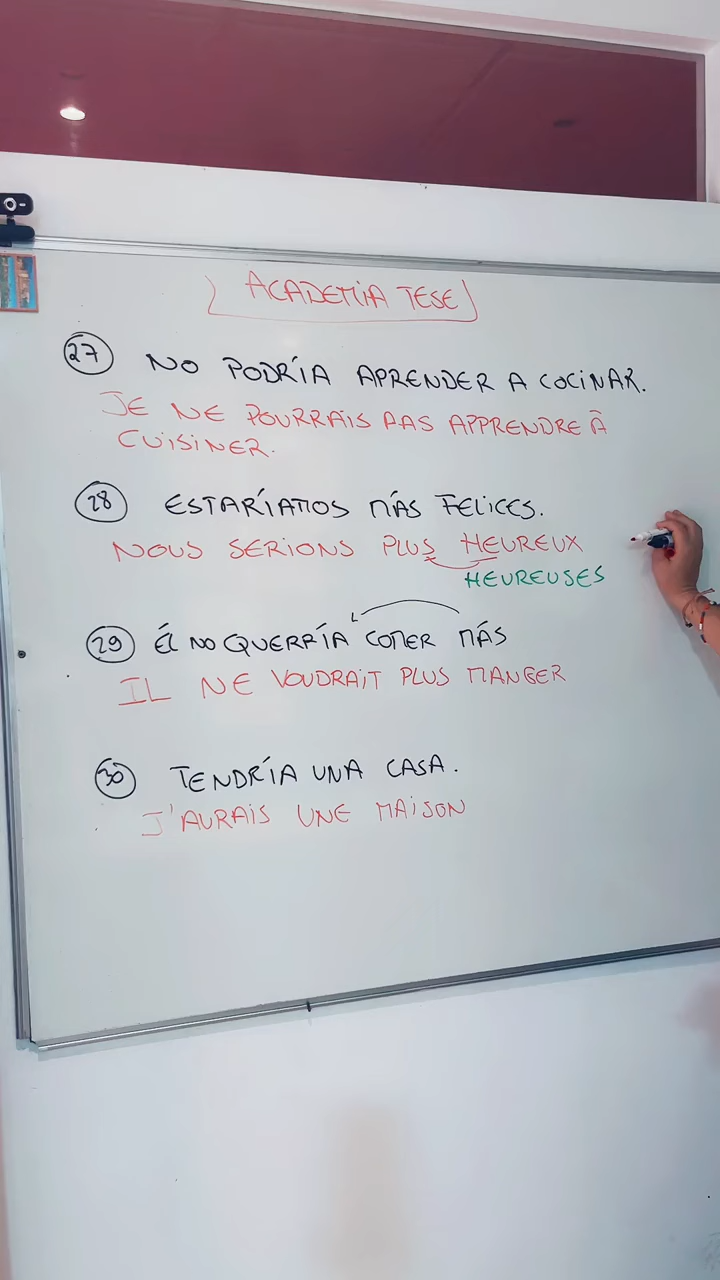 ACADEMIA TESE
27 NO PODRÍA APRENDER A COCINAR.
JE NE POURRAIS PAS APPRENDRE À
CUISINER.
28 ESTARÍAMOS MÁS FELICES.
NOUS SERIONS PLUS HEUREUX
HEUREUSES
29 ÉL NO QUERRÍA COMER MÁS
IL NE VOUDRAIT PLUS MANGER
30 TENDRÍA UNA CASA.
J'AURAIS UNE MAISON